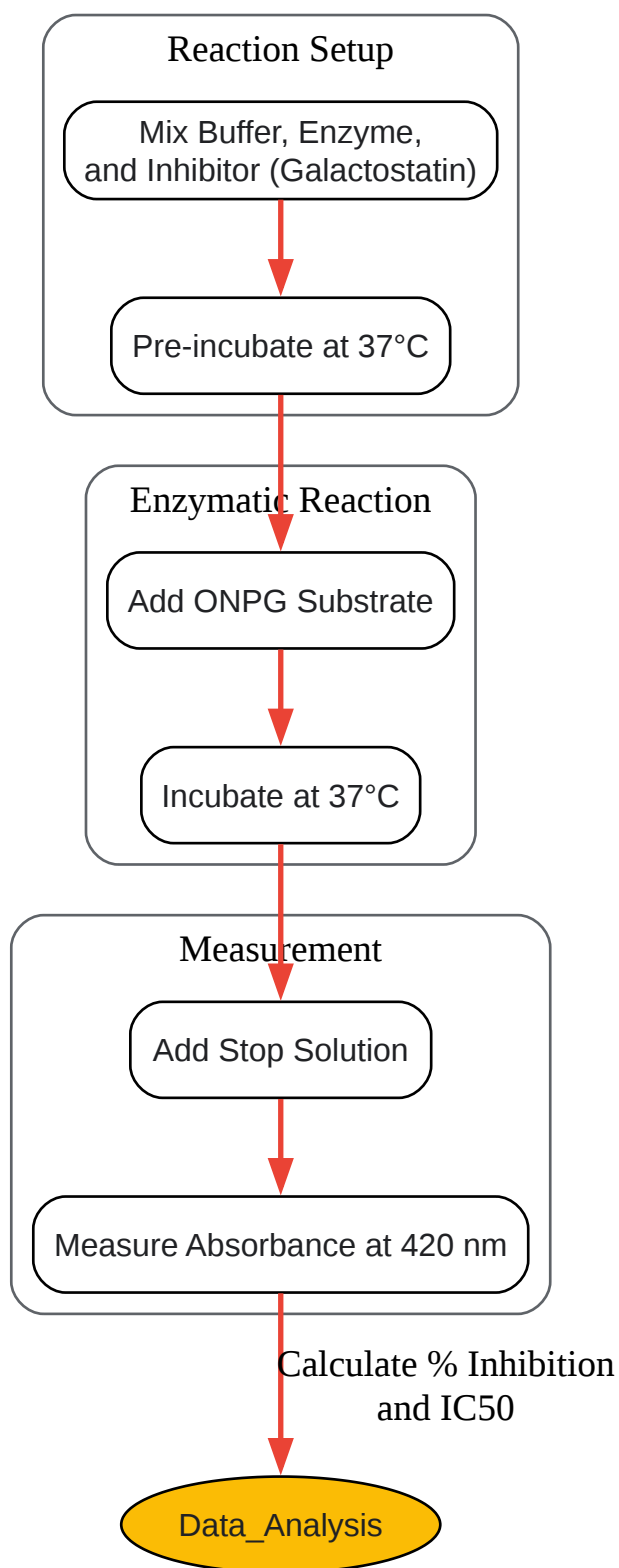 Reaction Setup
Mix Buffer, Enzyme,
and Inhibitor (Galactostatin)
Pre-incubate at 37°C
Enzymatic Reaction
Add ONPG Substrate
Incubate at 37°C
Measurement
Add Stop Solution
Measure Absorbance at 420 nm
Calculate % Inhibition
and IC50
Data_Analysis